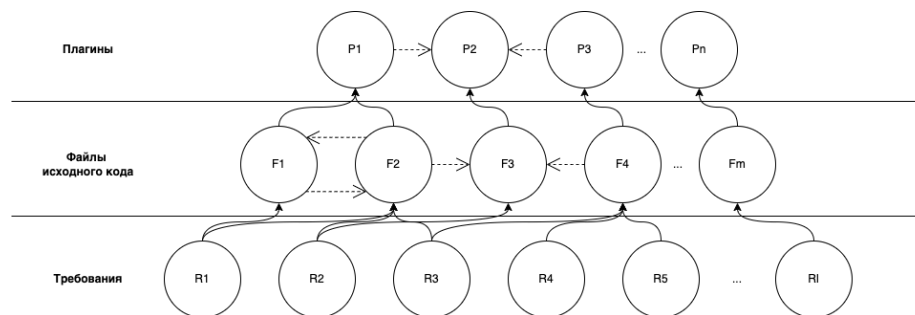 Плагины
P1
P2
P3
...
Pn
Файлы
исходного кода
F1
F2
F3
F4
...
Fm
Требования
R1
R2
R3
R4
R5
...
Rl